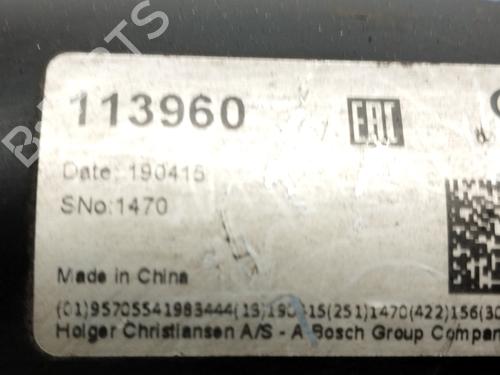 113960
EAC
Date: 190415
SNo:1470
Made in China
(01)95705541983444(13)190415(251)1470(422)156(30
Holger Christiansen A/S - A Bosch Group Compan